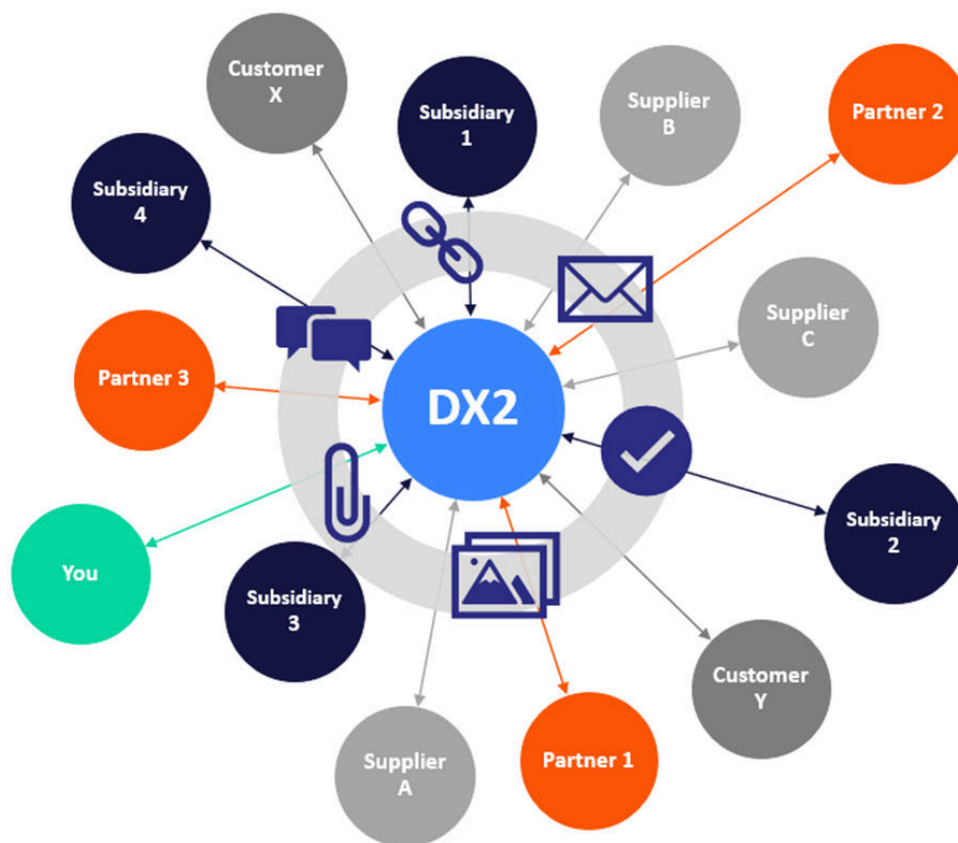 Customer
X
Subsidiary
1
Supplier
B
Partner 2
Subsidiary
4
Supplier
C
Partner 3
DX2
Subsidiary
2
You
Subsidiary
3
Customer
Y
Supplier
A
Partner 1